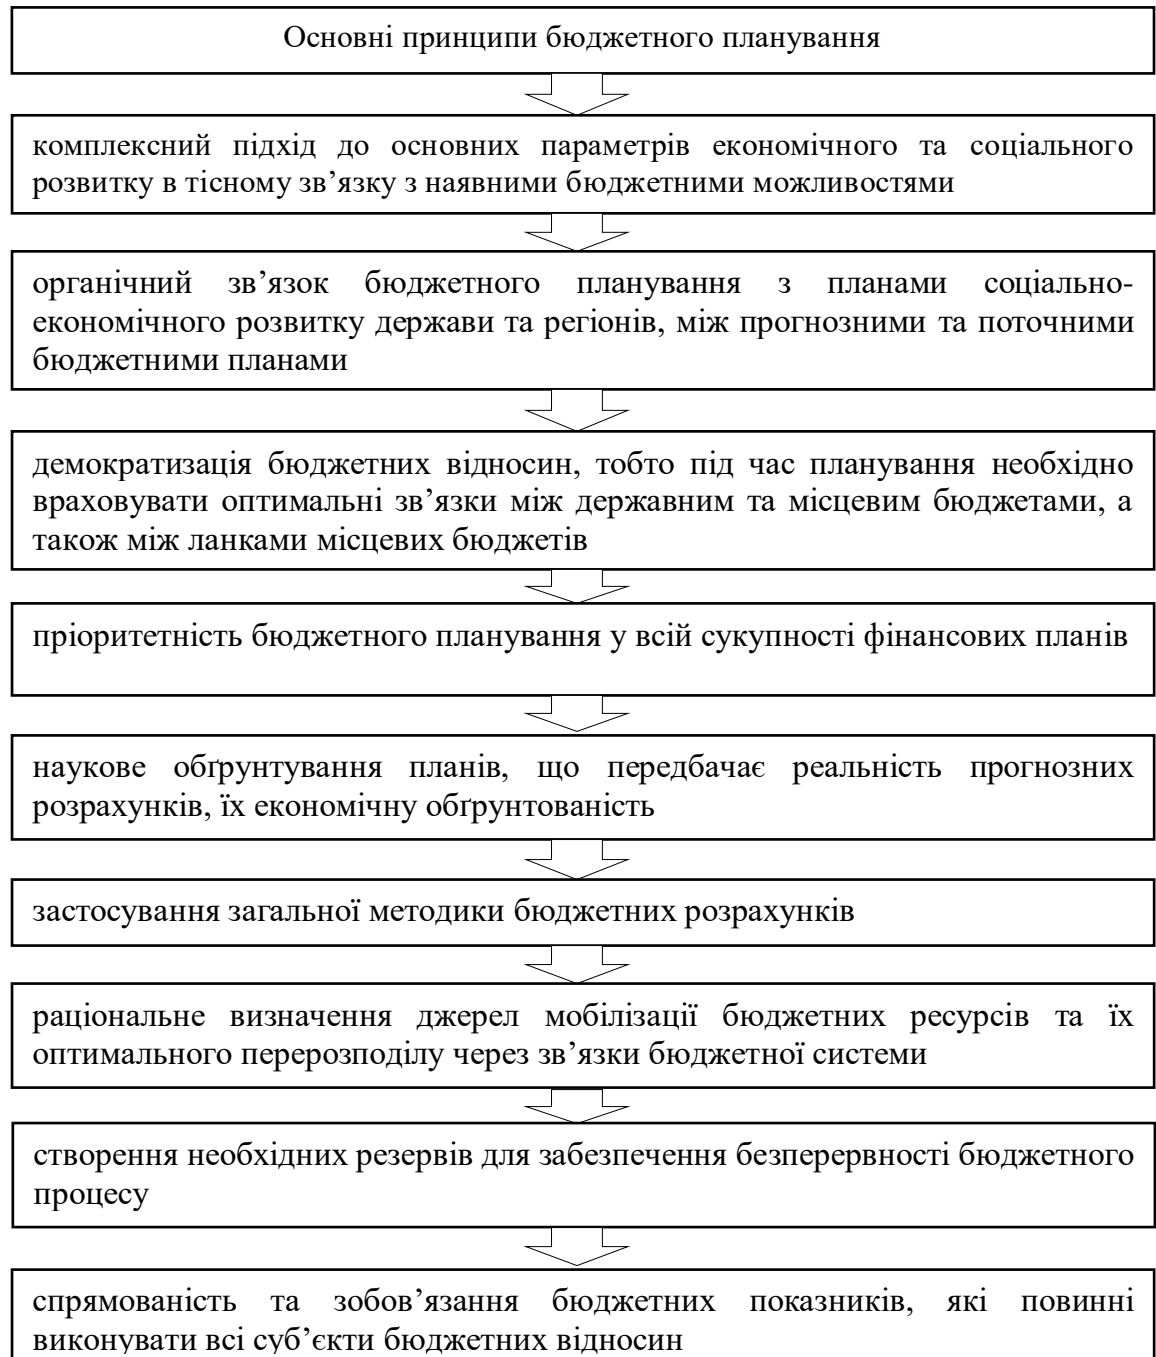 Основні принципи бюджетного планування
комплексний підхід до основних параметрів економічного та соціального
розвитку в тісному зв’язку з наявними бюджетними можливостями
органічний зв’язок бюджетного планування з планами соціально-
економічного розвитку держави та регіонів, між прогнозними та поточними
бюджетними планами
демократизація бюджетних відносин, тобто під час планування необхідно
враховувати оптимальні зв’язки між державним та місцевим бюджетами, а
також між ланками місцевих бюджетів
пріоритетність бюджетного планування у всій сукупності фінансових планів
наукове обґрунтування планів, що передбачає реальність прогнозних
розрахунків, їх економічну обґрунтованість
застосування загальної методики бюджетних розрахунків
раціональне визначення джерел мобілізації бюджетних ресурсів та їх
оптимального перерозподілу через зв’язки бюджетної системи
створення необхідних резервів для забезпечення безперервності бюджетного
процесу
спрямованість та зобов’язання бюджетних показників, які повинні
виконувати всі суб’єкти бюджетних відносин